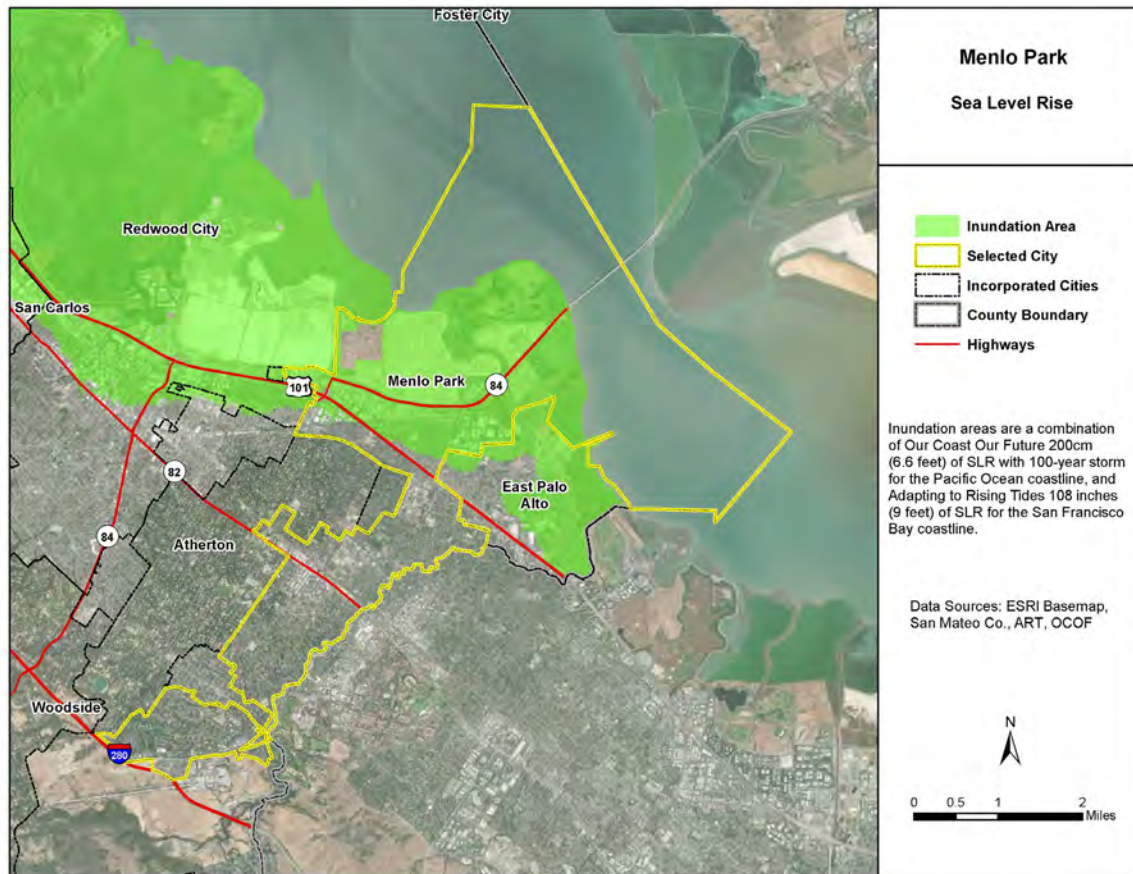 Foster City
Redwood City
San Carlos
Menlo Park
101
84
82
East Palo
Alto
84
Atherton
Woodside
280
Menlo Park
Sea Level Rise
Inundation Area
Selected City
Incorporated Cities
County Boundary
Highways
Inundation areas are a combination
of Our Coast Our Future 200cm
(6.6 feet) of SLR with 100-year storm
for the Pacific Ocean coastline, and
Adapting to Rising Tides 108 inches
(9 feet) of SLR for the San Francisco
Bay coastline.
Data Sources: ESRI Basemap,
San Mateo Co., ART, OCOF
N
0 0.5 1 2
Miles